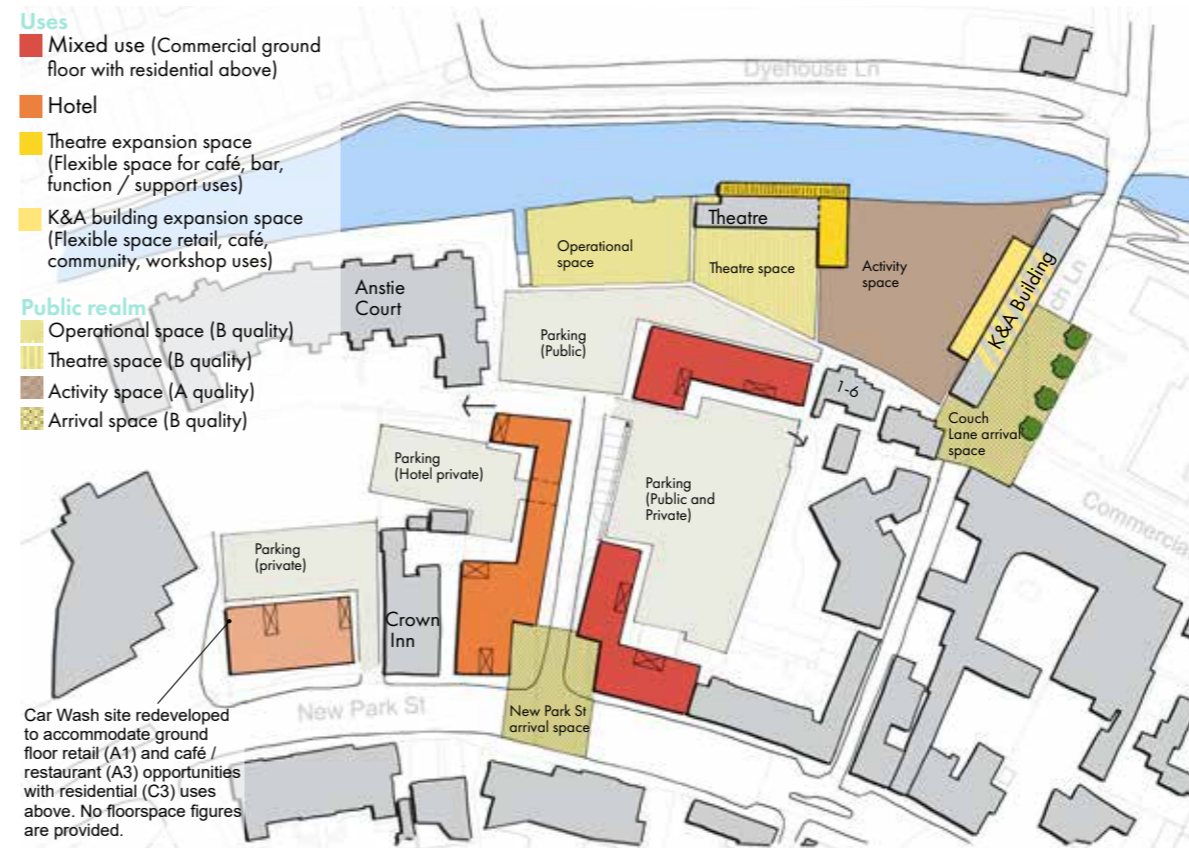 Uses
Mixed use (Commercial ground
floor with residential above)
Hotel
Theatre expansion space
(Flexible space for café, bar,
function / support uses)
K&A building expansion space
(Flexible space retail, café,
community, workshop uses)
Public realm
Operational space (B quality)
Theatre space (B quality)
Activity space (A quality)
Arrival space (B quality)
Dyehouse Ln
Theatre
Operational
space
Theatre space
Activity
space
K&A Building
ch Ln
Anstie
Court
Parking
(Public)
1-6
Couch
Lane arrival
space
Parking
(Hotel private)
Parking
(Public and
Private)
Commercia
Parking
(private)
Crown
Inn
New Park St
New Park St
arrival space
Car Wash site redeveloped
to accommodate ground
floor retail (A1) and café /
restaurant (A3) opportunities
with residential (C3) uses
above. No floorspace figures
are provided.